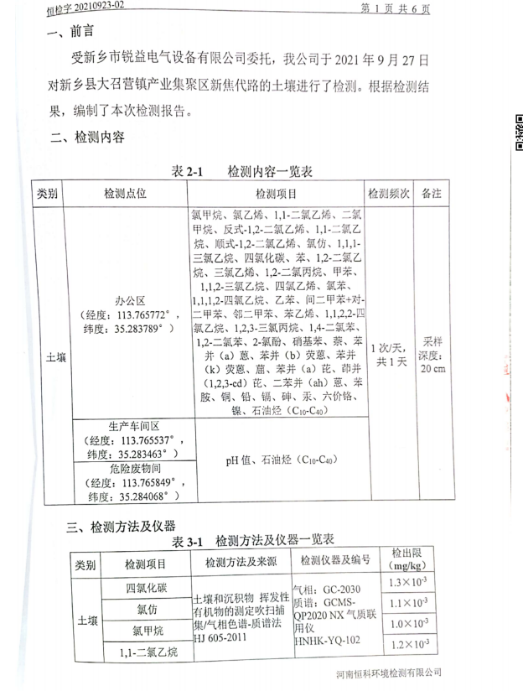 恒检字 20210923-02 第 1 页 共 6 页
一、前言
受新乡市锐益电气设备有限公司委托，我公司于 2021 年 9 月 27 日
对新乡县大召营镇产业集聚区新焦代路的土壤进行了检测。根据检测结
果，编制了本次检测报告。
二、检测内容
表 2-1 检测内容一览表
类别 检测点位 检测项目 检测频次 备注
土壤
办公区
（经度：113.765772°，
纬度：35.283789°）
氯甲烷、氯乙烯、1,1-二氯乙烯、二氯
甲烷、反式-1,2-二氯乙烯、1,1-二氯乙
烷、顺式-1,2-二氯乙烯、氯仿、1,1,1-
三氯乙烷、四氯化碳、苯、1,2-二氯乙
烷、三氯乙烯、1,2-二氯丙烷、甲苯、
1,1,2-三氯乙烷、四氯乙烯、氯苯、
1,1,1,2-四氯乙烷、乙苯、间二甲苯+对-
二甲苯、邻二甲苯、苯乙烯、1,1,2,2-四
氯乙烷、1,2,3-三氯丙烷、1,4-二氯苯、
1,2-二氯苯、2-氯酚、硝基苯、萘、苯
并（a）蒽、苯并（b）荧蒽、苯并
（k）荧蒽、䓛、苯并（a）芘、茚并
（1,2,3-cd）芘、二苯并（ah）蒽、苯
胺、铜、铅、镉、砷、汞、六价铬、
镍、石油烃（C10-C40）
1 次/天，
共 1 天
采样
深度：
20 cm
生产车间区
（经度：113.765537°，
纬度：35.283463°）
危险废物间
（经度：113.765849°，
纬度：35.284068°）
pH 值、石油烃（C10-C40）
三、检测方法及仪器
表 3-1 检测方法及仪器一览表
类别 检测项目 检测方法及来源 检测仪器及编号 检出限
（mg/kg）
土壤
四氯化碳
氯仿
氯甲烷
1,1-二氯乙烷
土壤和沉积物 挥发性
有机物的测定吹扫捕
集/气相色谱-质谱法
HJ 605-2011
气相：GC-2030
质谱：GCMS-
QP2020 NX 气质联
用仪
HNHK-YQ-102
1.3×10-3
1.1×10-3
1.0×10-3
1.2×10-3
河南恒科环境检测有限公司